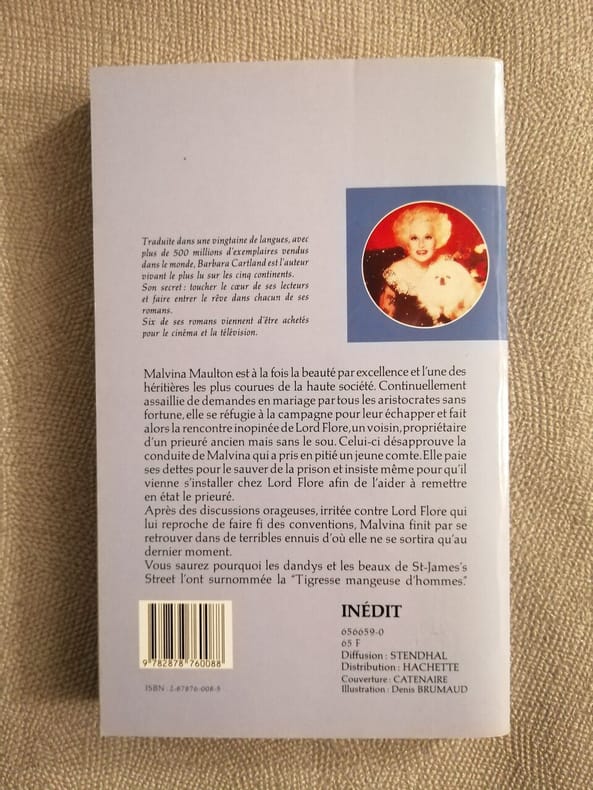 Traduite dans une vingtaine de langues, avec
plus de 500 millions d'exemplaires vendus
dans le monde, Barbara Cartland est l'auteur
vivant le plus lu sur les cinq continents.
Son secret : toucher le cœur de ses lecteurs
et faire entrer le rêve dans chacun de ses
romans.
Six de ses romans viennent d'être achetés
pour le cinéma et la télévision.
Malvina Maulton est à la fois la beauté par excellence et l'une des
héritières les plus courues de la haute société. Continuellement
assaillie de demandes en mariage par tous les aristocrates sans
fortune, elle se réfugie à la campagne pour leur échapper et fait
alors la rencontre inopinée de Lord Flore, un voisin, propriétaire
d'un prieuré ancien mais sans le sou. Celui-ci désapprouve la
conduite de Malvina qui a pris en pitié un jeune comte. Elle paie
ses dettes pour le sauver de la prison et insiste même pour qu'il
vienne s'installer chez Lord Flore afin de l'aider à remettre
en état le prieuré.
Après des discussions orageuses, irritée contre Lord Flore qui
lui reproche de faire fi des conventions, Malvina finit par se
retrouver dans de terribles ennuis d'où elle ne se sortira qu'au
dernier moment.
Vous saurez pourquoi les dandys et les beaux de St-James's
Street l'ont surnommée la "Tigresse mangeuse d'hommes."
INÉDIT
656659-0
65 F
Diffusion : STENDHAL
Distribution : HACHETTE
Couverture : CATENAIRE
Illustration : Denis BRUMAUD
9 782878 760088
ISBN : 2-87876-008-5